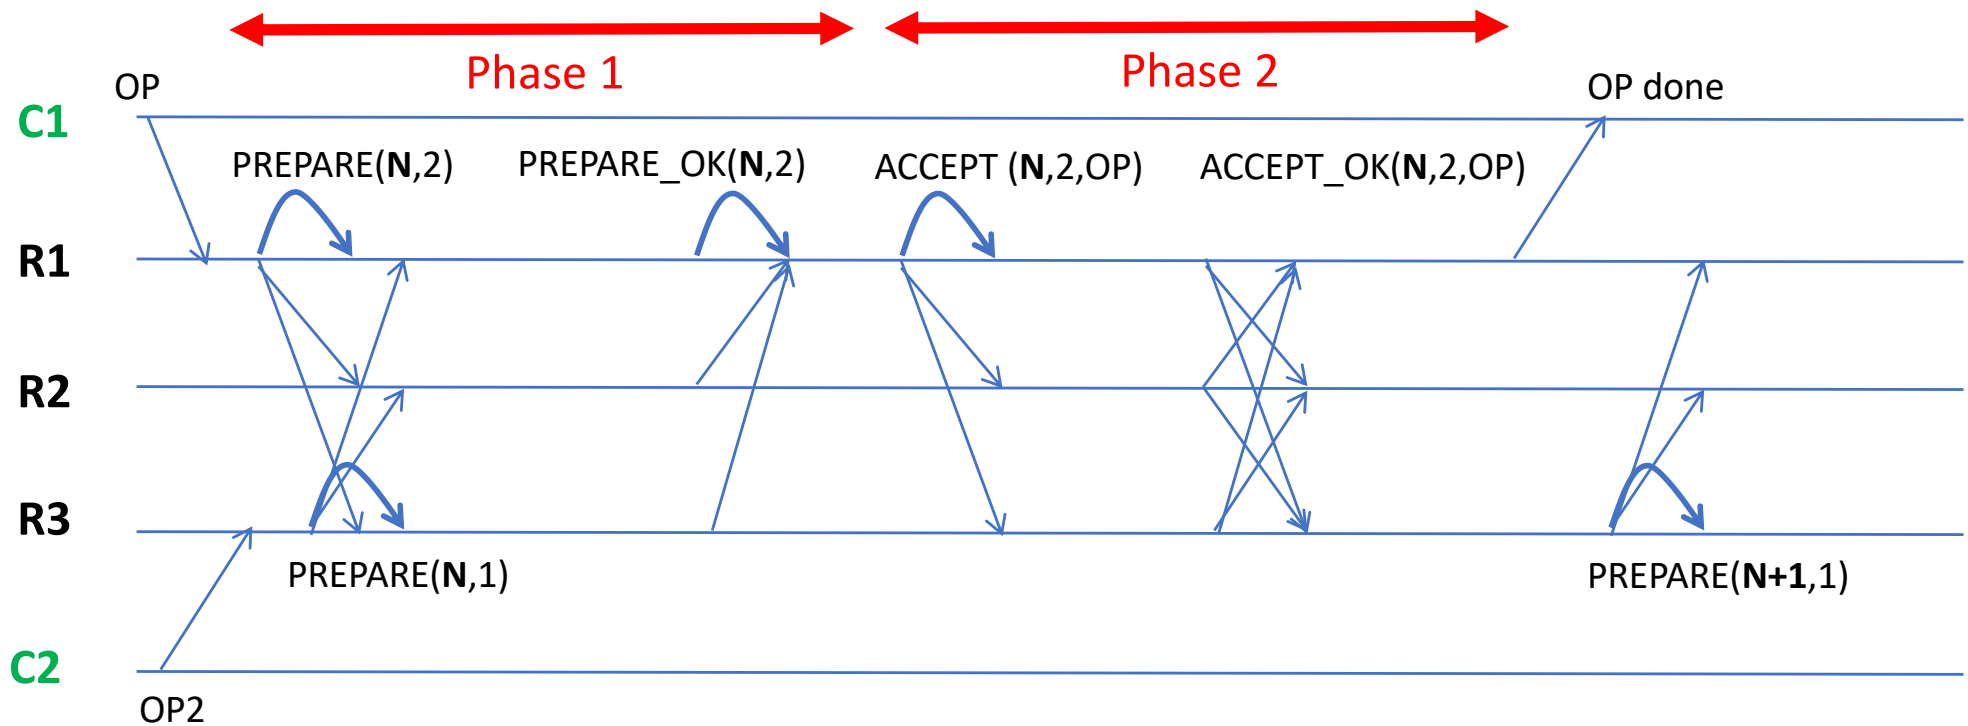 Phase 1
Phase 2
OP
OP done
C1
PREPARE(N,2)
PREPARE_OK(N,2)
ACCEPT (N,2,OP)
ACCEPT_OK(N,2,OP)
R1
R2
R3
PREPARE(N,1)
PREPARE(N+1,1)
C2
OP2